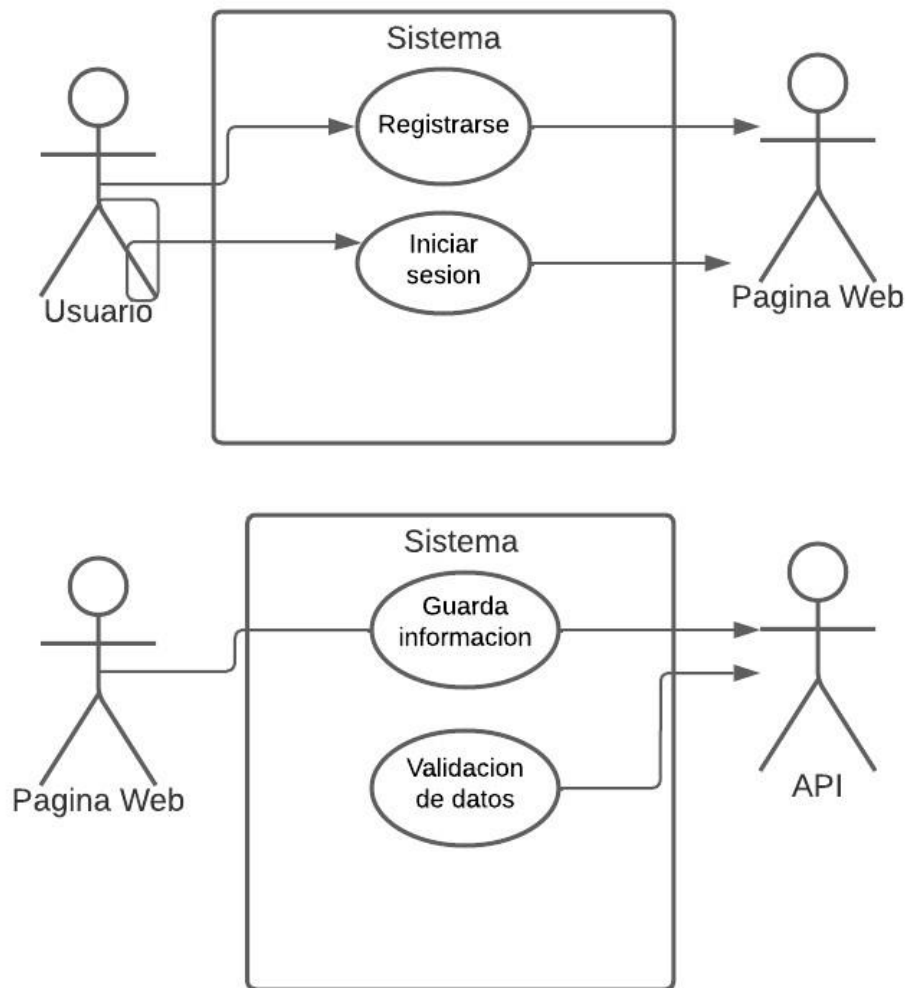 Sistema
Registrarse
Iniciar
sesion
Usuario
Pagina Web
Sistema
Guarda
informacion
Validacion
de datos
Pagina Web
API